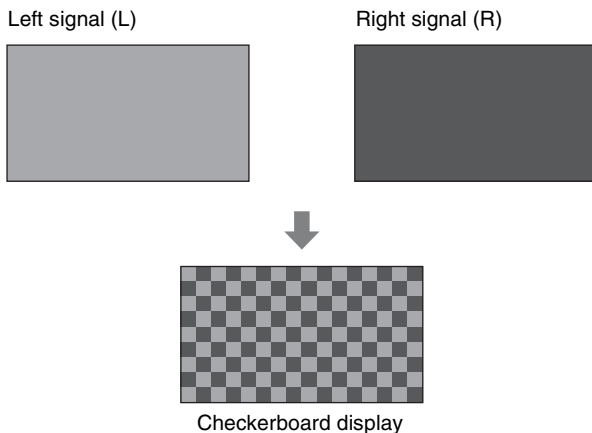 Left signal (L)
Right signal (R)
Checkerboard display